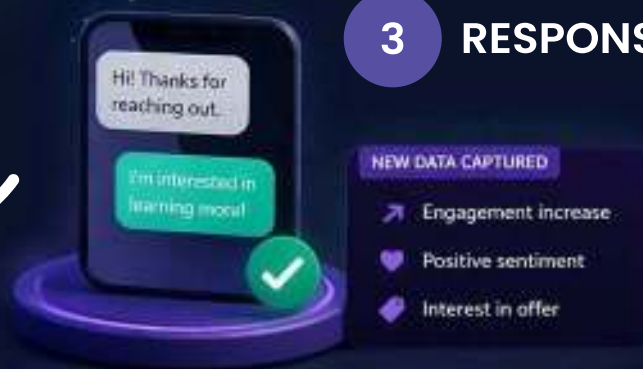 3 RESPONS
Hi! Thanks for
reaching out.
I'm interested in
learning more!
NEW DATA CAPTURED
Engagement increase
Positive sentiment
Interest in offer